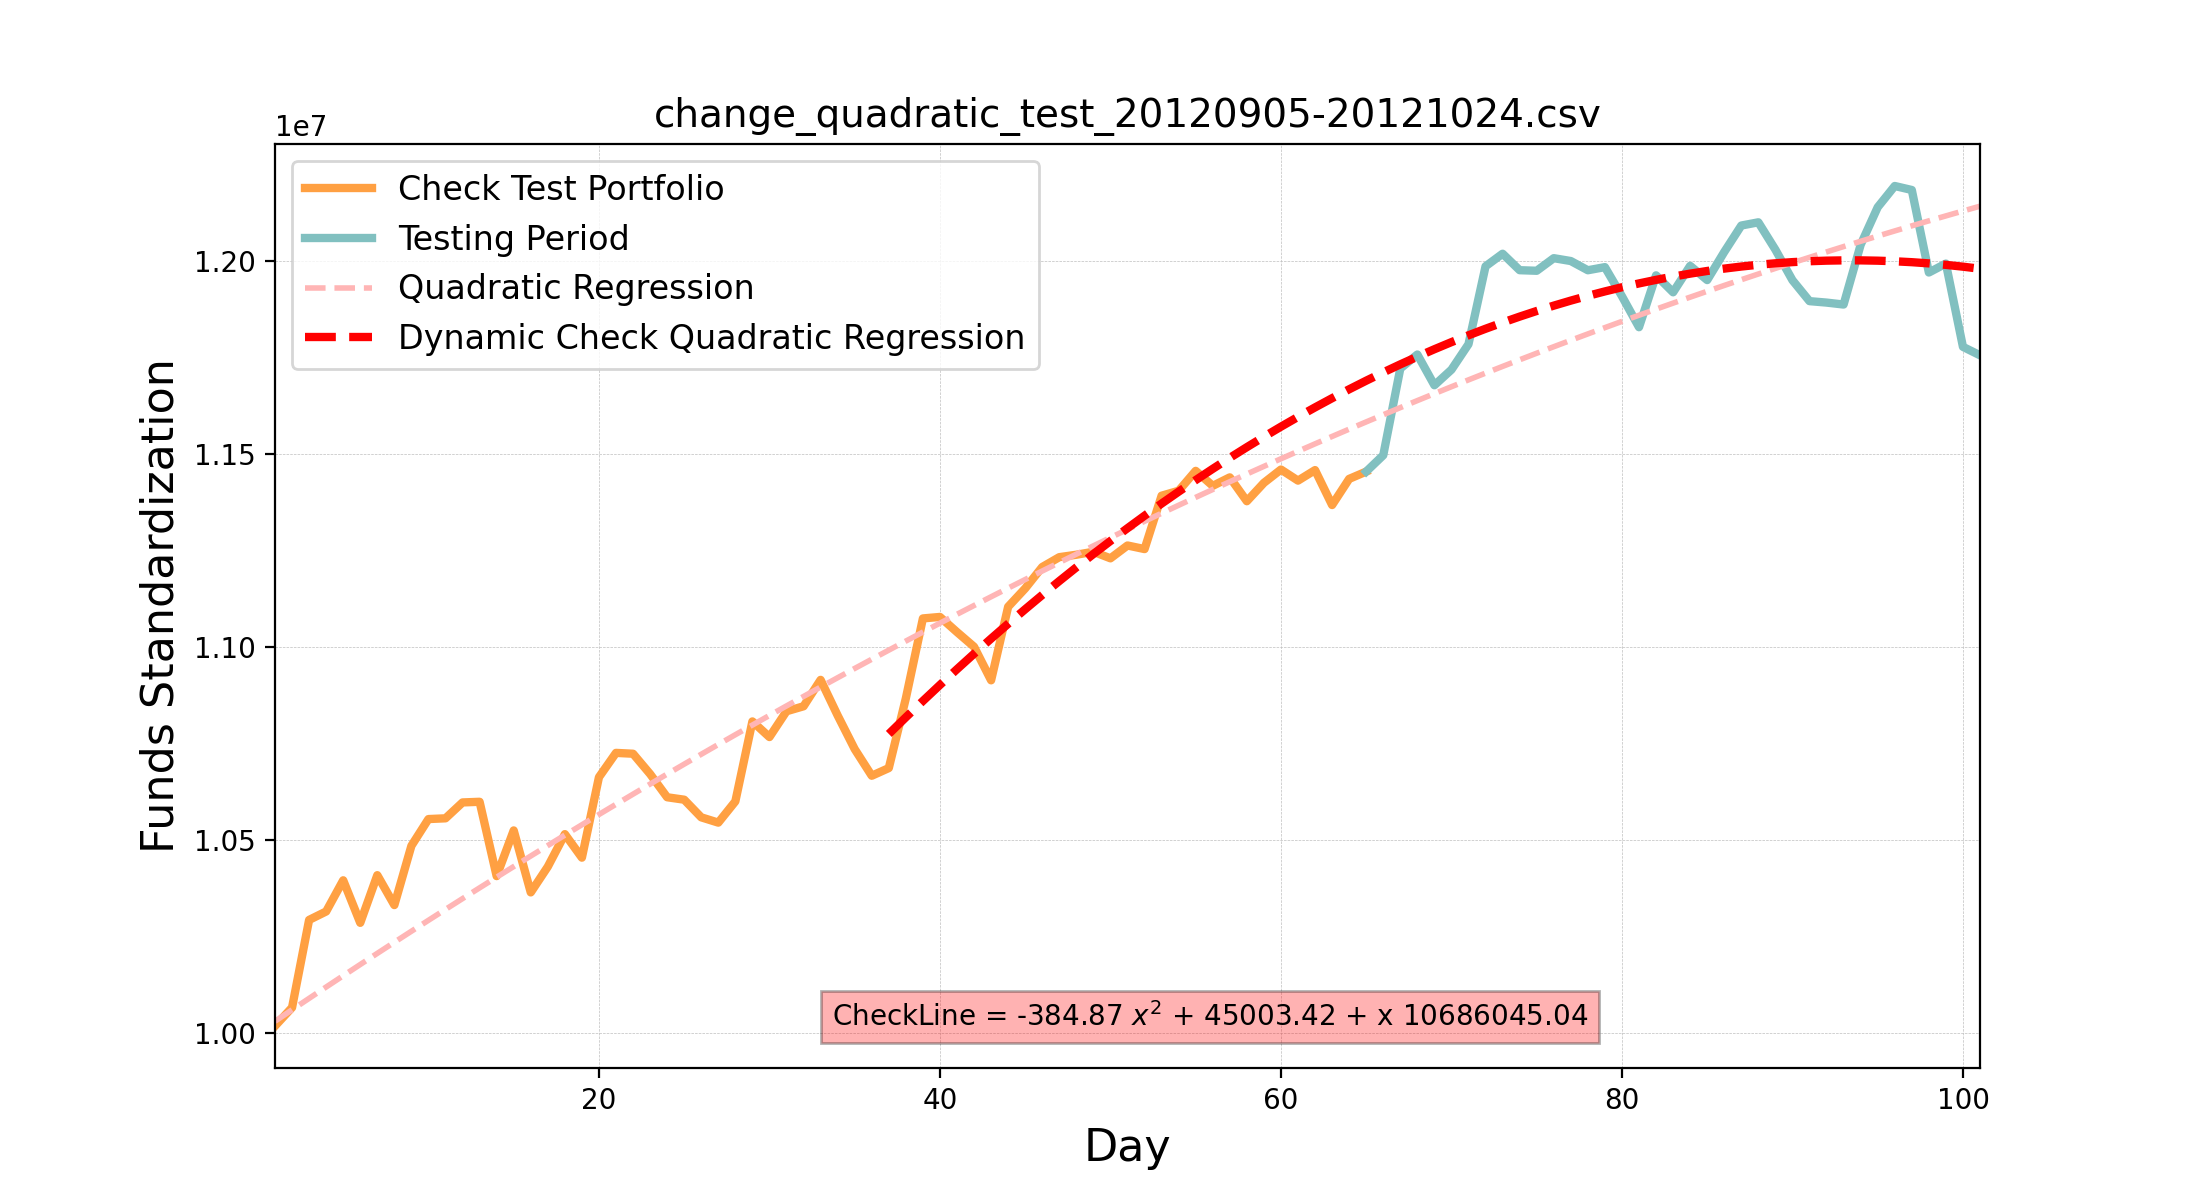 change_quadratic_test_20120905-20121024.csv
1e7
Check Test Portfolio
Testing Period
Quadratic Regression
Dynamic Check Quadratic Regression
1.20
1.15
1.10
1.05
1.00
Funds Standardization
CheckLine = -384.87 x² + 45003.42 + x 10686045.04
20 40 60 80 100
Day